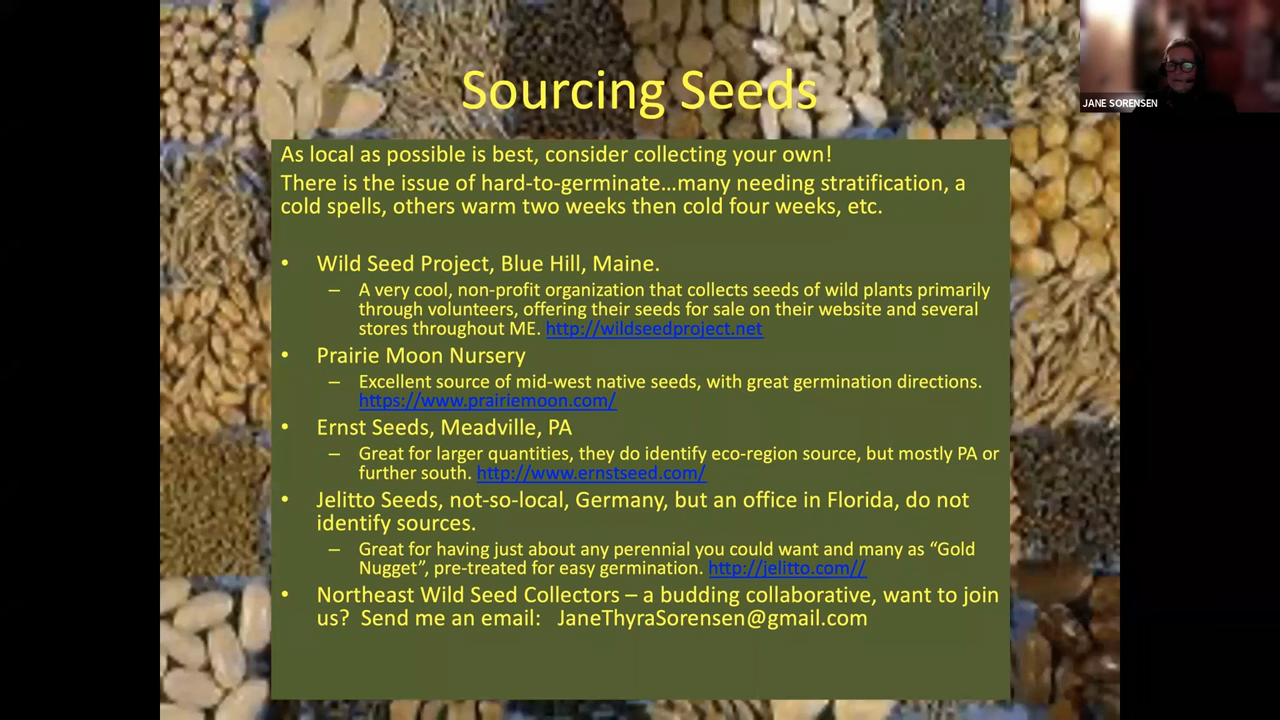 Sourcing Seeds
JANE SORENSEN
As local as possible is best, consider collecting your own!
There is the issue of hard-to-germinate…many needing stratification, a
cold spells, others warm two weeks then cold four weeks, etc.
• Wild Seed Project, Blue Hill, Maine.
– A very cool, non-profit organization that collects seeds of wild plants primarily
through volunteers, offering their seeds for sale on their website and several
stores throughout ME. http://wildseedproject.net
• Prairie Moon Nursery
– Excellent source of mid-west native seeds, with great germination directions.
https://www.prairiemoon.com/
• Ernst Seeds, Meadville, PA
– Great for larger quantities, they do identify eco-region source, but mostly PA or
further south. http://www.ernstseed.com/
• Jelitto Seeds, not-so-local, Germany, but an office in Florida, do not
identify sources.
– Great for having just about any perennial you could want and many as “Gold
Nugget”, pre-treated for easy germination. http://jelitto.com//
• Northeast Wild Seed Collectors – a budding collaborative, want to join
us? Send me an email: JaneThyraSorensen@gmail.com